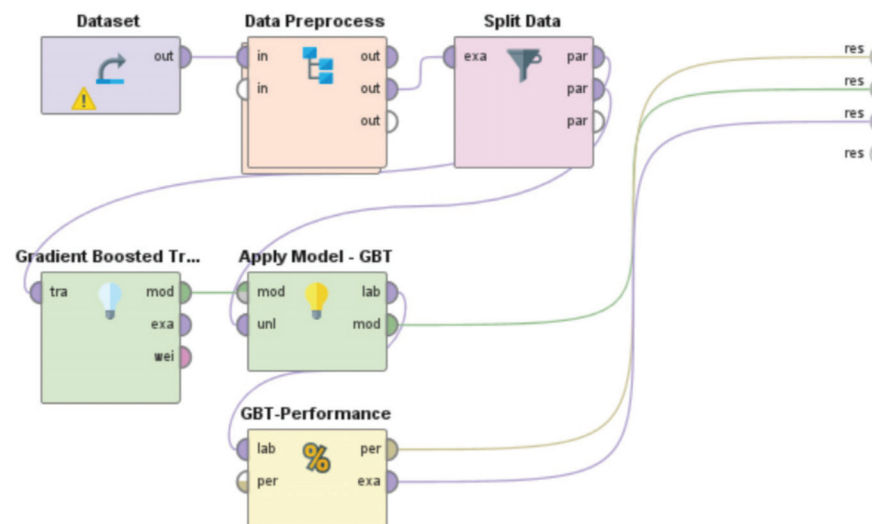 Dataset
out
Data Preprocess
in out
in out
out
Split Data
exa par
par
par
res
res
res
res
Gradient Boosted Tr...
tra mod
exa
wei
Apply Model - GBT
mod lab
unl mod
GBT-Performance
lab per
% 
per exa